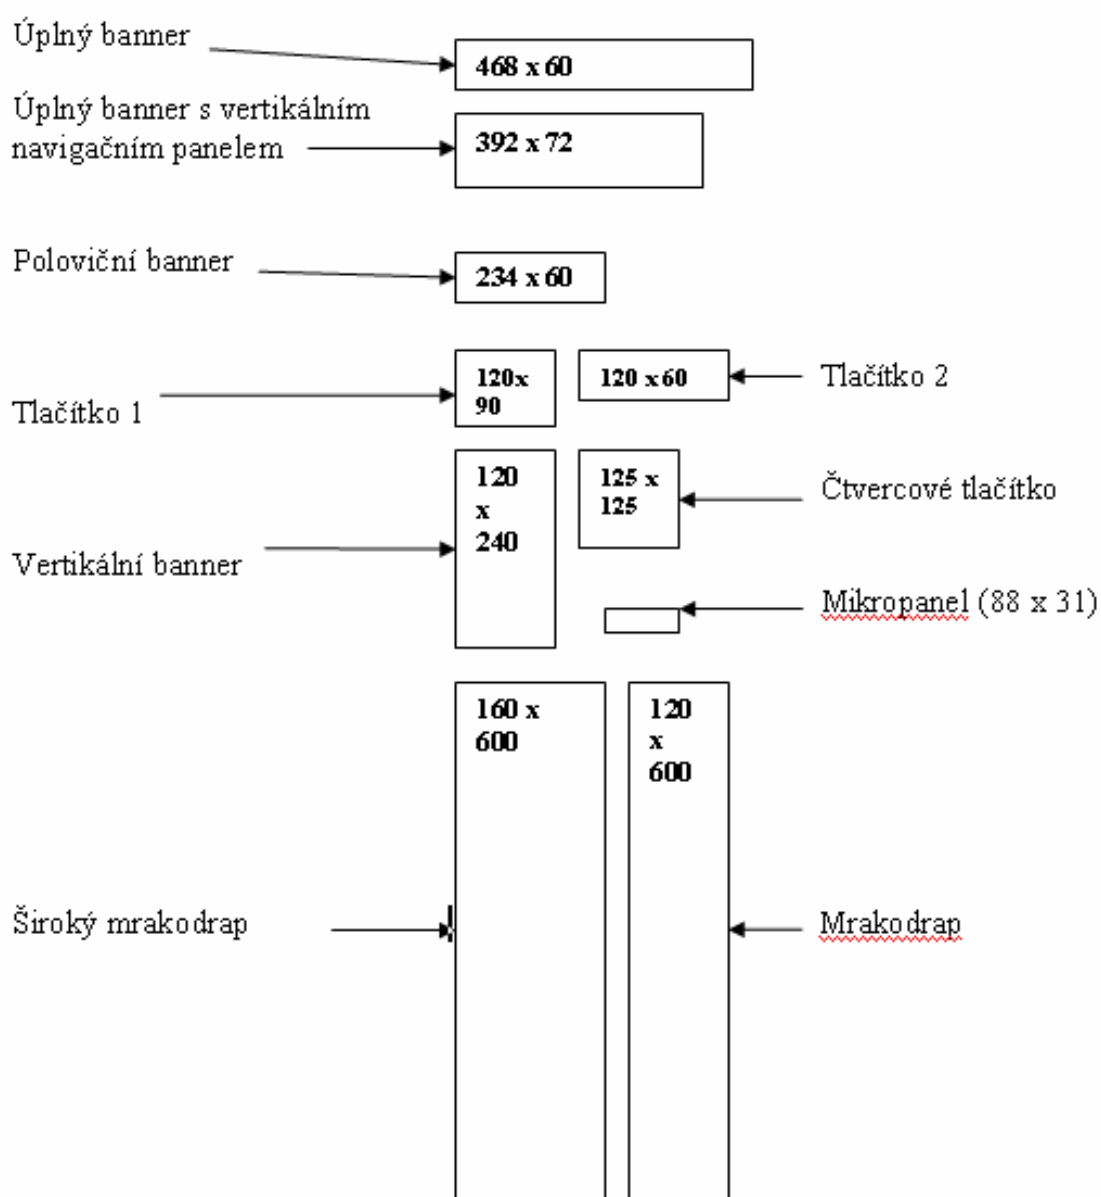 Úplný banner
468 x 60
Úplný banner s vertikálním
navigačním panelem
392 x 72
Poloviční banner
234 x 60
Tlačítko 1
120x
90
120 x 60
Tlačítko 2
Vertikální banner
120
x
240
125 x
125
Čtvercové tlačítko
Mikropanel (88 x 31)
Široký mrakodrap
160 x
600
120
x
600
Mrakodrap